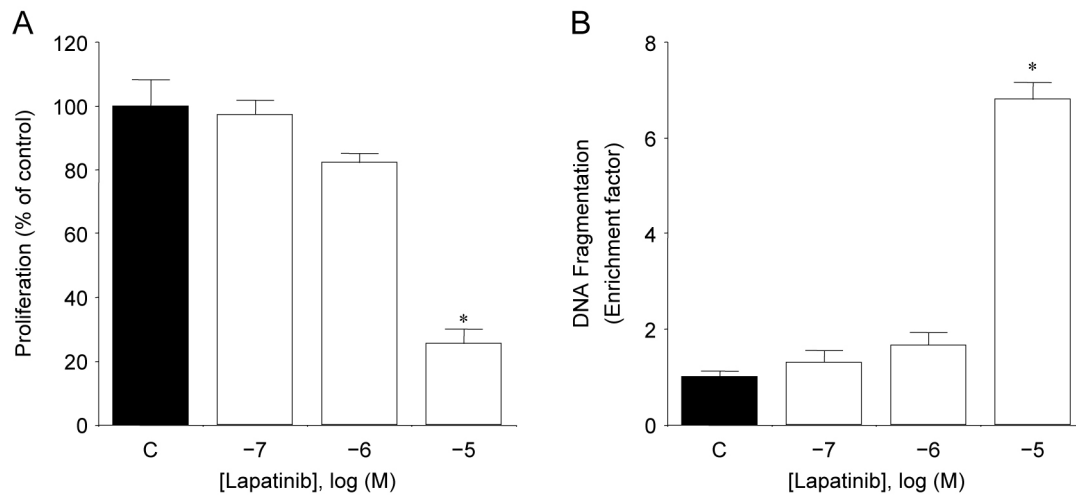 A
Proliferation (% of control)
120
100
80
60
40
20
0
*
C −7 −6 −5
[Lapatinib], log (M)
B
DNA Fragmentation
(Enrichment factor)
8
6
4
2
0
*
C −7 −6 −5
[Lapatinib], log (M)